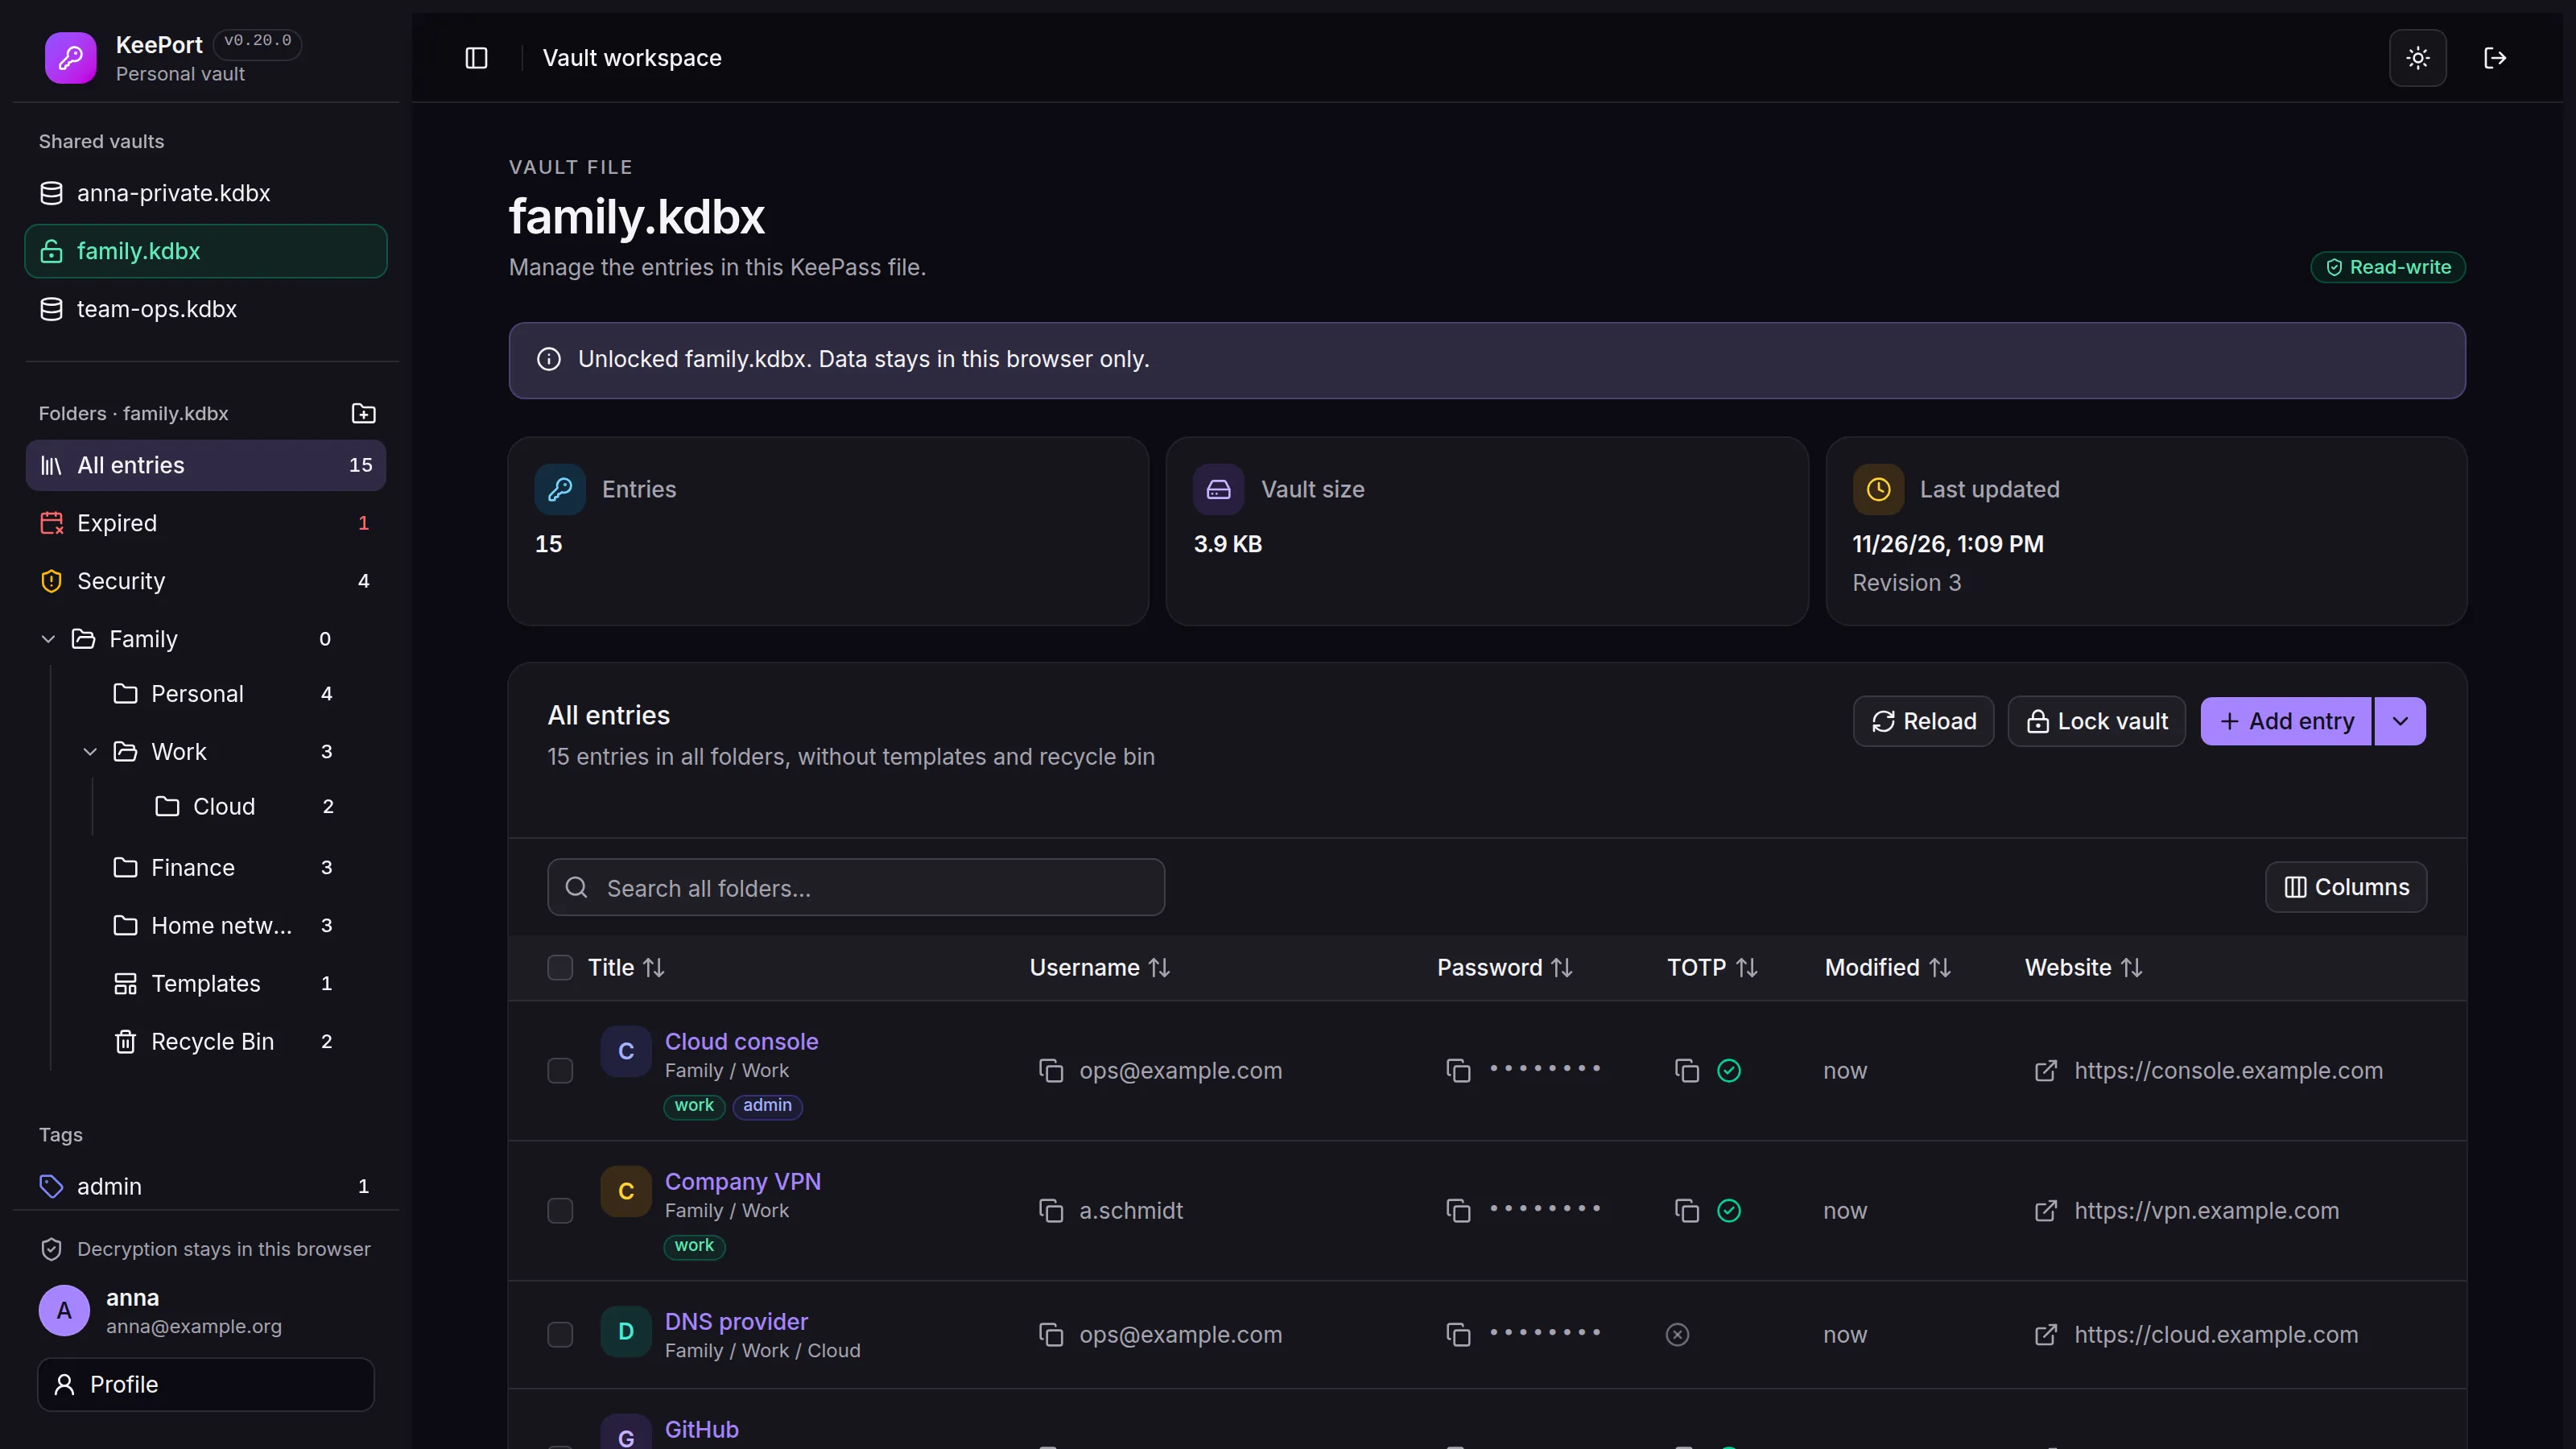 KeePort v0.20.0
Personal vault
Shared vaults
anna-private.kdbx
family.kdbx
team-ops.kdbx
Folders · family.kdbx
All entries 15
Expired 1
Security 4
Family 0
Personal 4
Work 3
Cloud 2
Finance 3
Home netw... 3
Templates 1
Recycle Bin 2
Tags
admin 1
Decryption stays in this browser
A anna
anna@example.org
Profile
Vault workspace
VAULT FILE
family.kdbx
Manage the entries in this KeePass file.
Read-write
Unlocked family.kdbx. Data stays in this browser only.
Entries
15
Vault size
3.9 KB
Last updated
11/26/26, 1:09 PM
Revision 3
All entries
15 entries in all folders, without templates and recycle bin
Reload Lock vault Add entry
Search all folders...
Columns
Title Username Password TOTP Modified Website
C Cloud console
Family / Work
work admin
ops@example.com •••••••• now https://console.example.com
C Company VPN
Family / Work
work
a.schmidt •••••••• now https://vpn.example.com
D DNS provider
Family / Work / Cloud
ops@example.com •••••••• now https://cloud.example.com
G GitHub